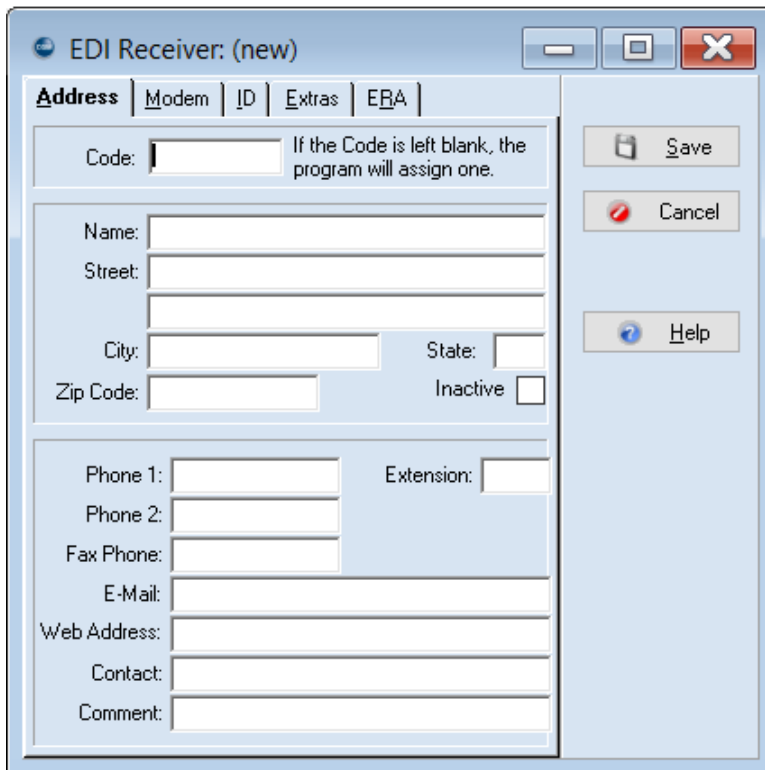 EDI Receiver: (new)
Address Modem ID Extras ERA
Code: If the Code is left blank, the
program will assign one.
Save
Cancel
Help
Name:
Street:
City: State:
Zip Code: Inactive
Phone 1: Extension:
Phone 2:
Fax Phone:
E-Mail:
Web Address:
Contact:
Comment: